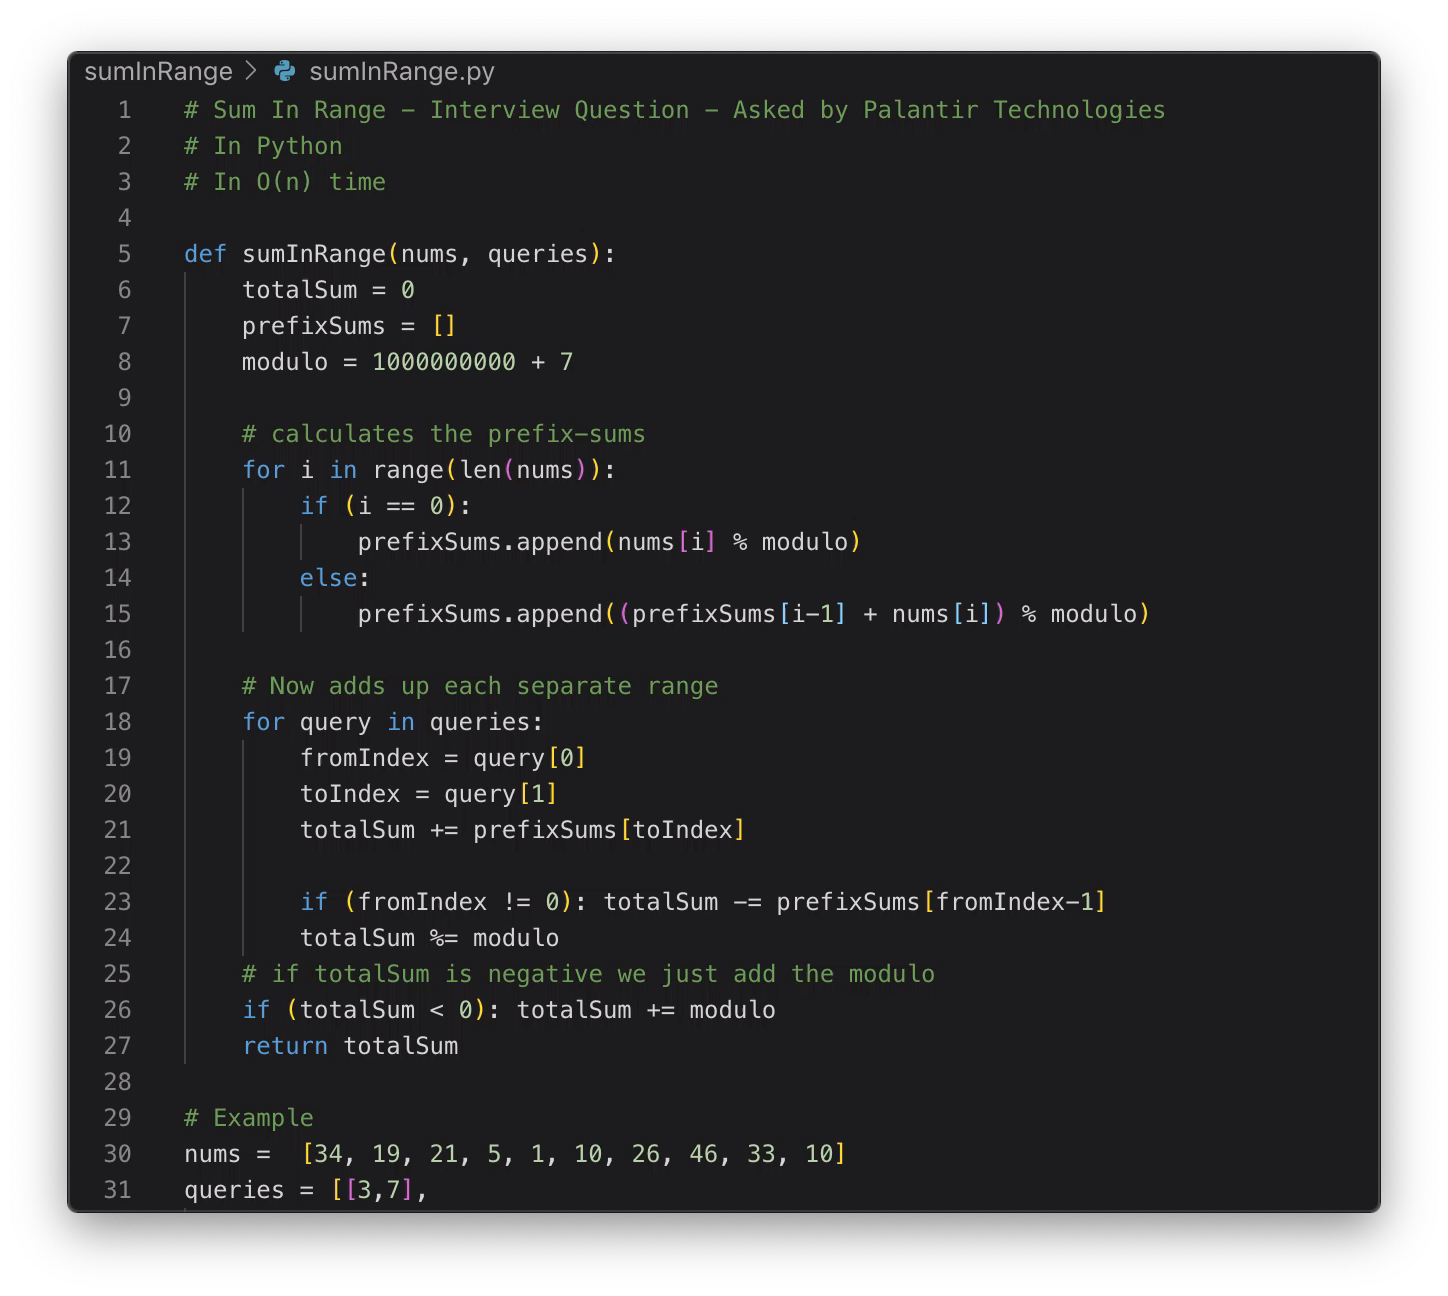 sumInRange > sumInRange.py
1 # Sum In Range – Interview Question – Asked by Palantir Technologies
2 # In Python
3 # In O(n) time
4
5 def sumInRange(nums, queries):
6     totalSum = 0
7     prefixSums = []
8     modulo = 1000000000 + 7
9
10     # calculates the prefix-sums
11     for i in range(len(nums)):
12         if (i == 0):
13             prefixSums.append(nums[i] % modulo)
14         else:
15             prefixSums.append((prefixSums[i-1] + nums[i]) % modulo)
16
17     # Now adds up each separate range
18     for query in queries:
19         fromIndex = query[0]
20         toIndex = query[1]
21         totalSum += prefixSums[toIndex]
22
23         if (fromIndex != 0): totalSum -= prefixSums[fromIndex-1]
24         totalSum %= modulo
25     # if totalSum is negative we just add the modulo
26     if (totalSum < 0): totalSum += modulo
27     return totalSum
28
29 # Example
30 nums =  [34, 19, 21, 5, 1, 10, 26, 46, 33, 10]
31 queries = [[3,7],